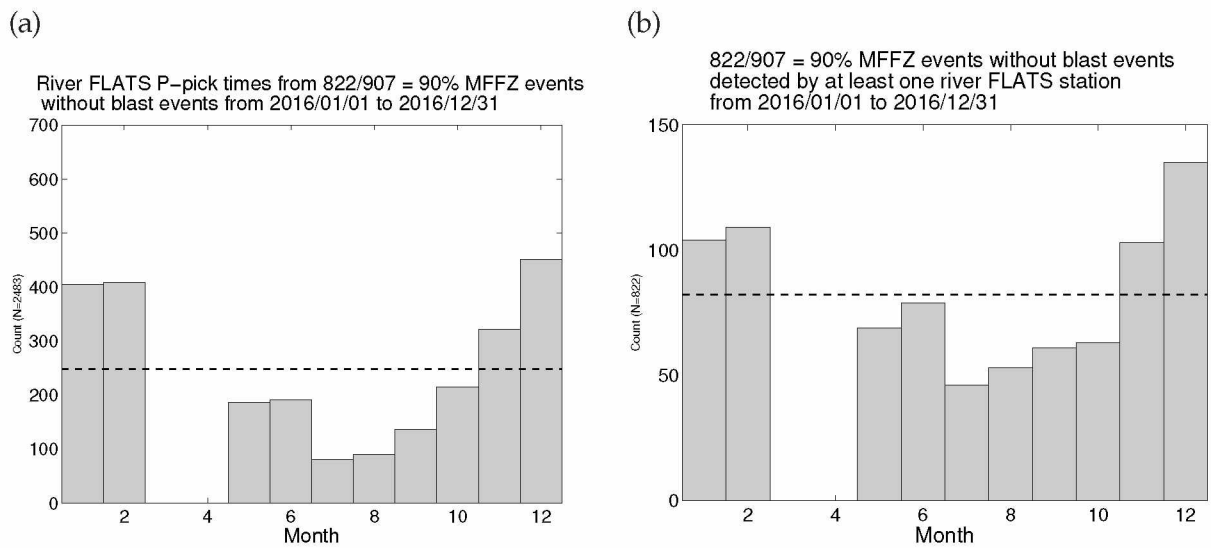 (a)
River FLATS P-pick times from 822/907 = 90% MFFZ events
without blast events from 2016/01/01 to 2016/12/31
700
600
500
400
300
200
100
0
Count (N=2483)
2 4 6 8 10 12
Month
(b)
822/907 = 90% MFFZ events without blast events
detected by at least one river FLATS station
from 2016/01/01 to 2016/12/31
150
100
50
0
Count (N=822)
2 4 6 8 10 12
Month